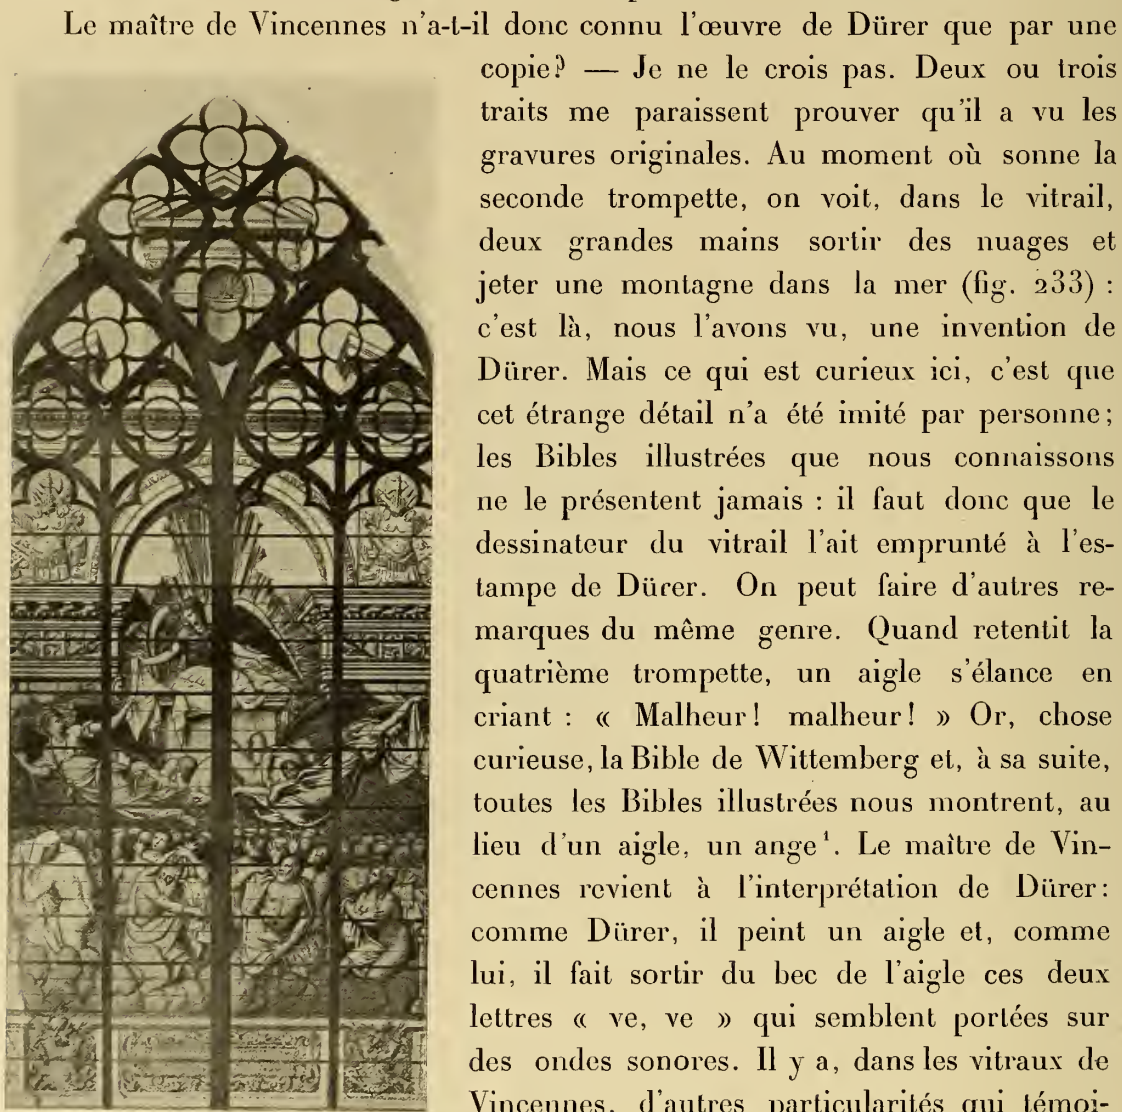 Le maître de Vincennes n'a-t-il donc connu l'œuvre de Dürer que par une
copie? — Je ne le crois pas. Deux ou trois
traits me paraissent prouver qu'il a vu les
gravures originales. Au moment où sonne la
seconde trompette, on voit, dans le vitrail,
deux grandes mains sortir des nuages et
jeter une montagne dans la mer (fig. 233) :
c'est là, nous l'avons vu, une invention de
Dürer. Mais ce qui est curieux ici, c'est que
cet étrange détail n'a été imité par personne;
les Bibles illustrées que nous connaissons
ne le présentent jamais : il faut donc que le
dessinateur du vitrail l'ait emprunté à l'es-
tampe de Dürer. On peut faire d'autres re-
marques du même genre. Quand retentit la
quatrième trompette, un aigle s'élance en
criant : « Malheur! malheur! » Or, chose
curieuse, la Bible de Wittemberg et, à sa suite,
toutes les Bibles illustrées nous montrent, au
lieu d'un aigle, un ange¹. Le maître de Vin-
cennes revient à l'interprétation de Dürer:
comme Dürer, il peint un aigle et, comme
lui, il fait sortir du bec de l'aigle ces deux
lettres « ve, ve » qui semblent portées sur
des ondes sonores. Il y a, dans les vitraux de
Vincennes, d'autres particularités qui témoi-